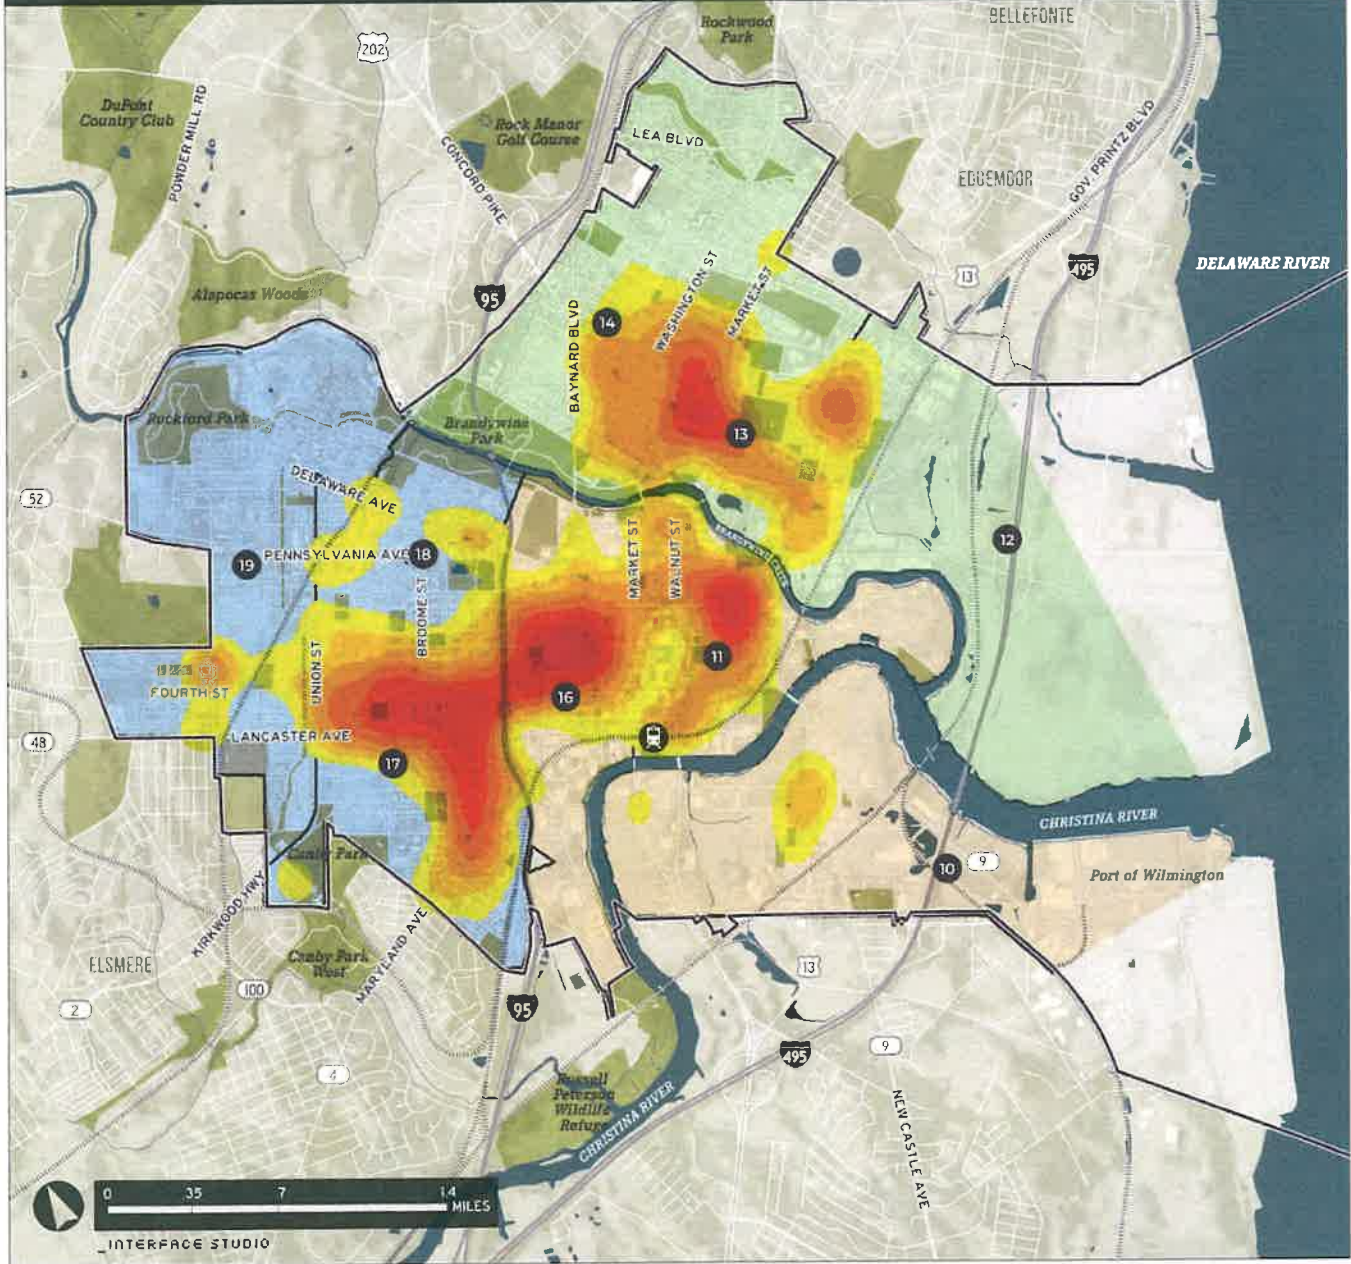 BELLEFONTE
Rockwood
Park
202
DuPont
Country Club
POWDER MILL RD
Rock Manor
Golf Course
CONCORD PIKE
LEA BLVD
EDGEMOOR
GOV. PRINTZ BLVD
13
495
DELAWARE RIVER
Alapocas Woods
95
14
BAYNARD BLVD
WASHINGTON ST
MARKET ST
Rockford Park
Brandywine
Park
13
DELAWARE AVE
52
19
PENNSYLVANIA AVE
18
BROOME ST
MARKET ST
WALNUT ST
BRANDYWINE CREEK
12
UNION ST
FOURTH ST
11
16
48
LANCASTER AVE
17
CHRISTINA RIVER
10
9
Port of Wilmington
Canby Park
KIRKWOOD HWY
MARYLAND AVE
ELSMERE
Canby Park
West
100
2
4
95
13
495
9
Russell
Peterson
Wildlife
Refuge
CHRISTINA RIVER
NEW CASTLE AVE
0 35 7 1.4
MILES
INTERFACE STUDIO